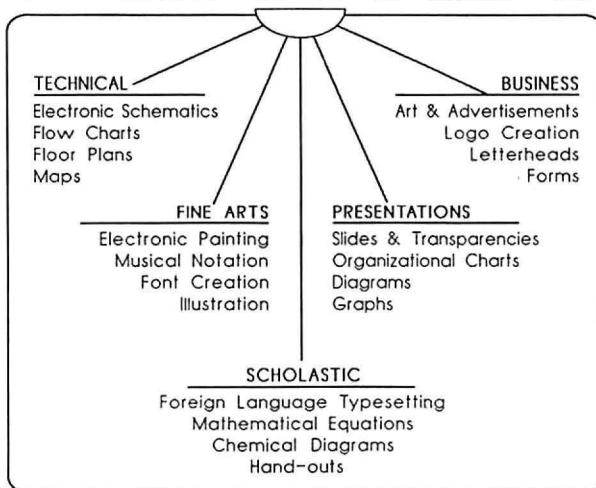 TECHNICAL
Electronic Schematics
Flow Charts
Floor Plans
Maps
BUSINESS
Art & Advertisements
Logo Creation
Letterheads
Forms
FINE ARTS
Electronic Painting
Musical Notation
Font Creation
Illustration
PRESENTATIONS
Slides & Transparencies
Organizational Charts
Diagrams
Graphs
SCHOLASTIC
Foreign Language Typesetting
Mathematical Equations
Chemical Diagrams
Hand-outs